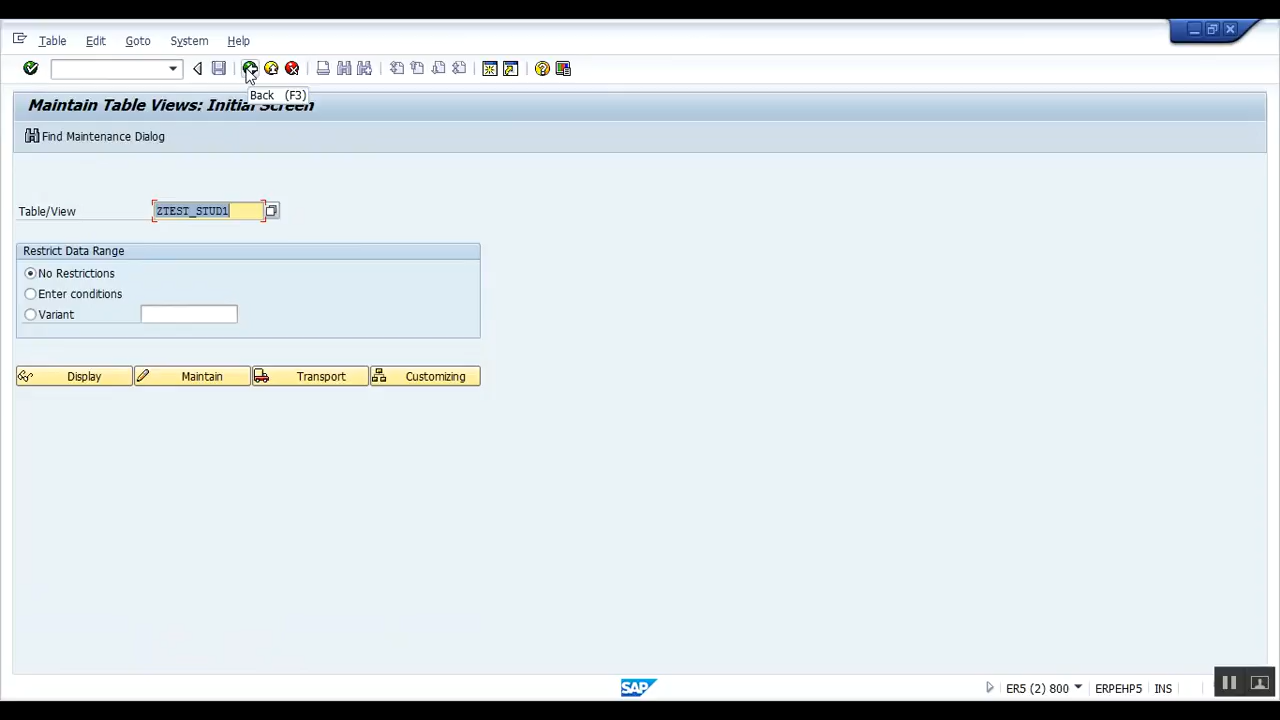 Table Edit Goto System Help
Back (F3)
Maintain Table Views: Initial Screen
Find Maintenance Dialog
Table/View ZTEST_STUD1
Restrict Data Range
No Restrictions
Enter conditions
Variant
Display Maintain Transport Customizing
SAP ER5 (2) 800 ERPEHP5 INS